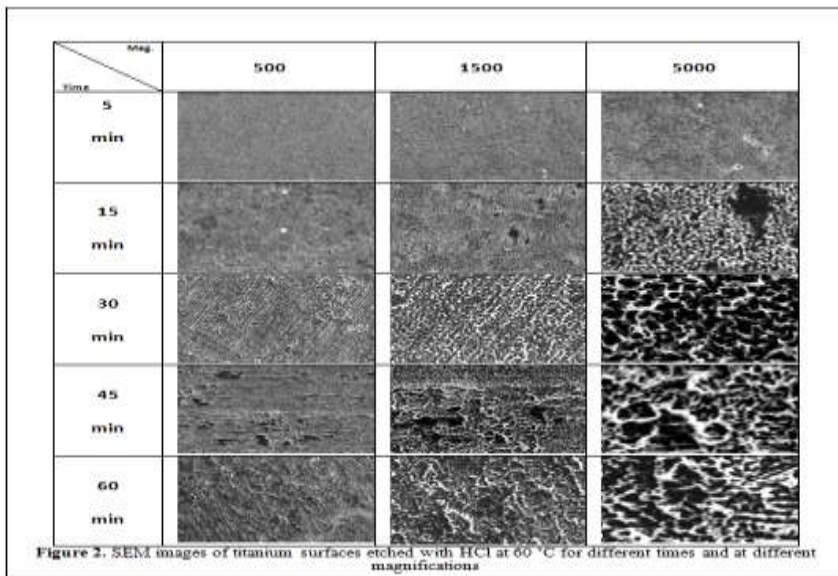 Mag.
Time
500
1500
5000
5
min
15
min
30
min
45
min
60
min
Figure 2. SEM images of titanium surfaces etched with HCl at 60 °C for different times and at different
magnifications